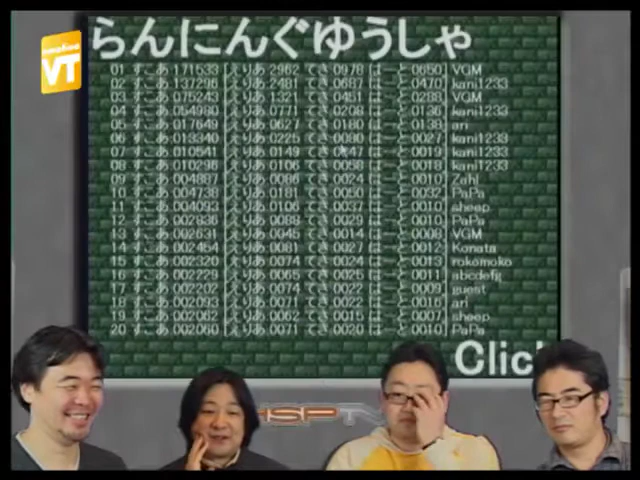 VT
らんにんぐゆうしゃ
01 すこあ 171533 [えりあ 2962 てき 0978 はーと 0650] VGM
02 すこあ 137296 [えりあ 2481 てき 0687 はーと 0470] kani1233
03 すこあ 075243 [えりあ 1321 てき 0451 はーと 0288] VGM
04 すこあ 054980 [えりあ 0771 てき 0208 はーと 0136] kani1233
05 すこあ 017649 [えりあ 0627 てき 0180 はーと 0138] ari
06 すこあ 013340 [えりあ 0225 てき 0090 はーと 0027] kani1233
07 すこあ 010541 [えりあ 0149 てき 0047 はーと 0019] kani1233
08 すこあ 010296 [えりあ 0106 てき 0058 はーと 0018] kani1233
09 すこあ 004887 [えりあ 0086 てき 0024 はーと 0010] Zahl
10 すこあ 004738 [えりあ 0181 てき 0050 はーと 0032] PaPa
11 すこあ 004093 [えりあ 0106 てき 0037 はーと 0010] sheep
12 すこあ 002836 [えりあ 0088 てき 0029 はーと 0010] PaPa
13 すこあ 002631 [えりあ 0045 てき 0014 はーと 0008] VGM
14 すこあ 002454 [えりあ 0081 てき 0027 はーと 0012] Konata
15 すこあ 002320 [えりあ 0074 てき 0024 はーと 0013] rokomoko
16 すこあ 002229 [えりあ 0065 てき 0025 はーと 0011] abcdefg
17 すこあ 002202 [えりあ 0074 てき 0022 はーと 0009] guest
18 すこあ 002093 [えりあ 0071 てき 0022 はーと 0016] ari
19 すこあ 002062 [えりあ 0062 てき 0015 はーと 0007] sheep
20 すこあ 002060 [えりあ 0071 てき 0020 はーと 0010] PaPa
Clic
HSPTV